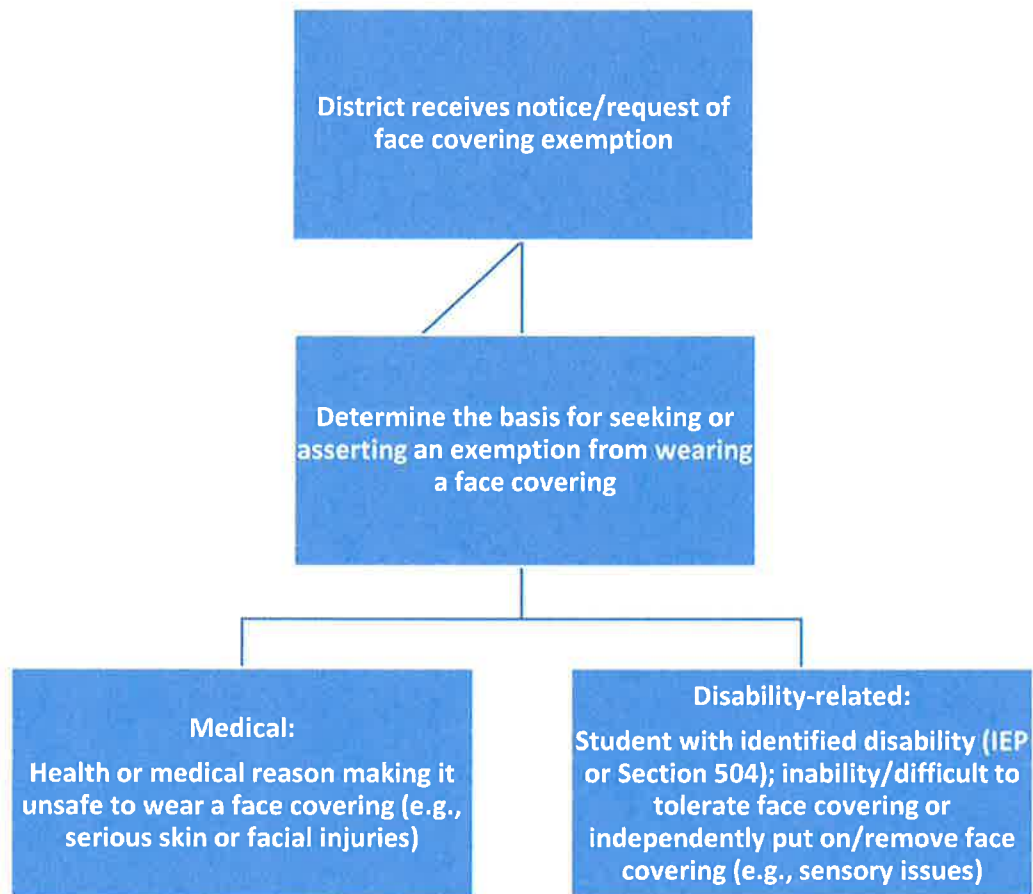 District receives notice/request of
face covering exemption
Determine the basis for seeking or
asserting an exemption from wearing
a face covering
Medical:
Health or medical reason making it
unsafe to wear a face covering (e.g.,
serious skin or facial injuries)
Disability-related:
Student with identified disability (IEP
or Section 504); inability/difficult to
tolerate face covering or
independently put on/remove face
covering (e.g., sensory issues)